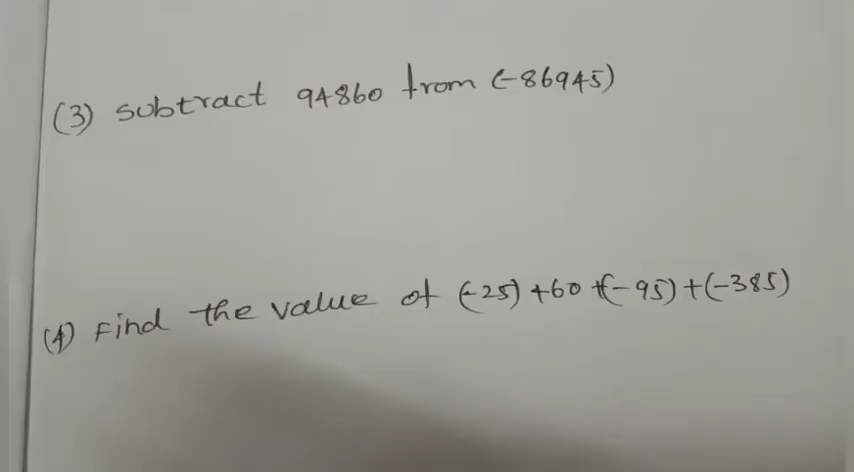 (3) subtract 94860 from (-86945)
(4) Find the value of (-25) +60 +(-95)+(-385)